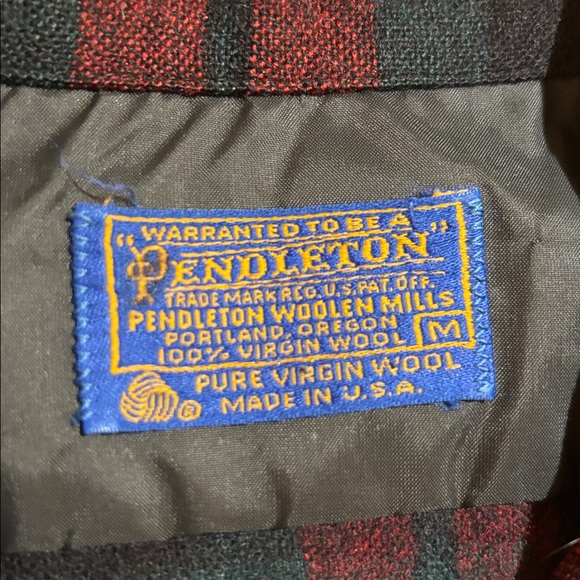 "WARRANTED TO BE A
PENDLETON"
TRADE MARK REG. U.S. PAT. OFF.
PENDLETON WOOLEN MILLS
PORTLAND, OREGON
100% VIRGIN WOOL M
PURE VIRGIN WOOL
® MADE IN U.S.A.